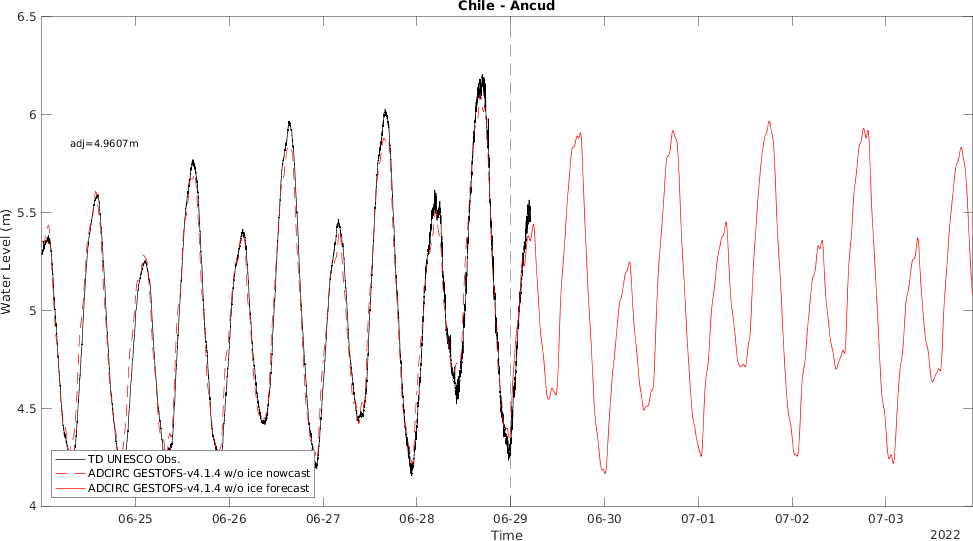 Chile - Ancud
6.5
6
5.5
5
4.5
4
Water Level (m)
adj=4.9607m
TD UNESCO Obs.
ADCIRC GESTOFS-v4.1.4 w/o ice nowcast
ADCIRC GESTOFS-v4.1.4 w/o ice forecast
06-25 06-26 06-27 06-28 06-29 06-30 07-01 07-02 07-03
Time
2022